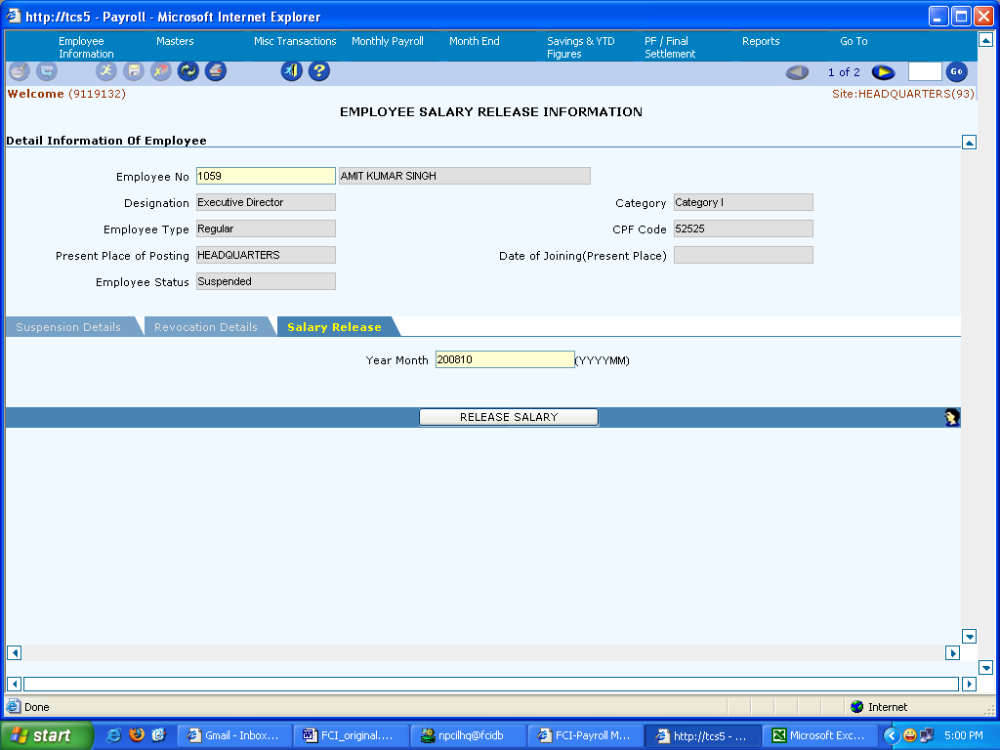 http://tcs5 - Payroll - Microsoft Internet Explorer
Employee Information
Masters
Misc Transactions
Monthly Payroll
Month End
Savings & YTD Figures
PF / Final Settlement
Reports
Go To
1 of 2
Go
Welcome (9119132)
Site:HEADQUARTERS(93)
EMPLOYEE SALARY RELEASE INFORMATION
Detail Information Of Employee
Employee No 1059 AMIT KUMAR SINGH
Designation Executive Director
Category Category I
Employee Type Regular
CPF Code 52525
Present Place of Posting HEADQUARTERS
Date of Joining(Present Place)
Employee Status Suspended
Suspension Details
Revocation Details
Salary Release
Year Month 200810 (YYYYMM)
RELEASE SALARY
Done
Internet
start
Gmail - Inbox...
FCI_original....
npcilhq@fcidb
FCI-Payroll M...
http://tcs5 - ...
Microsoft Exc...
5:00 PM